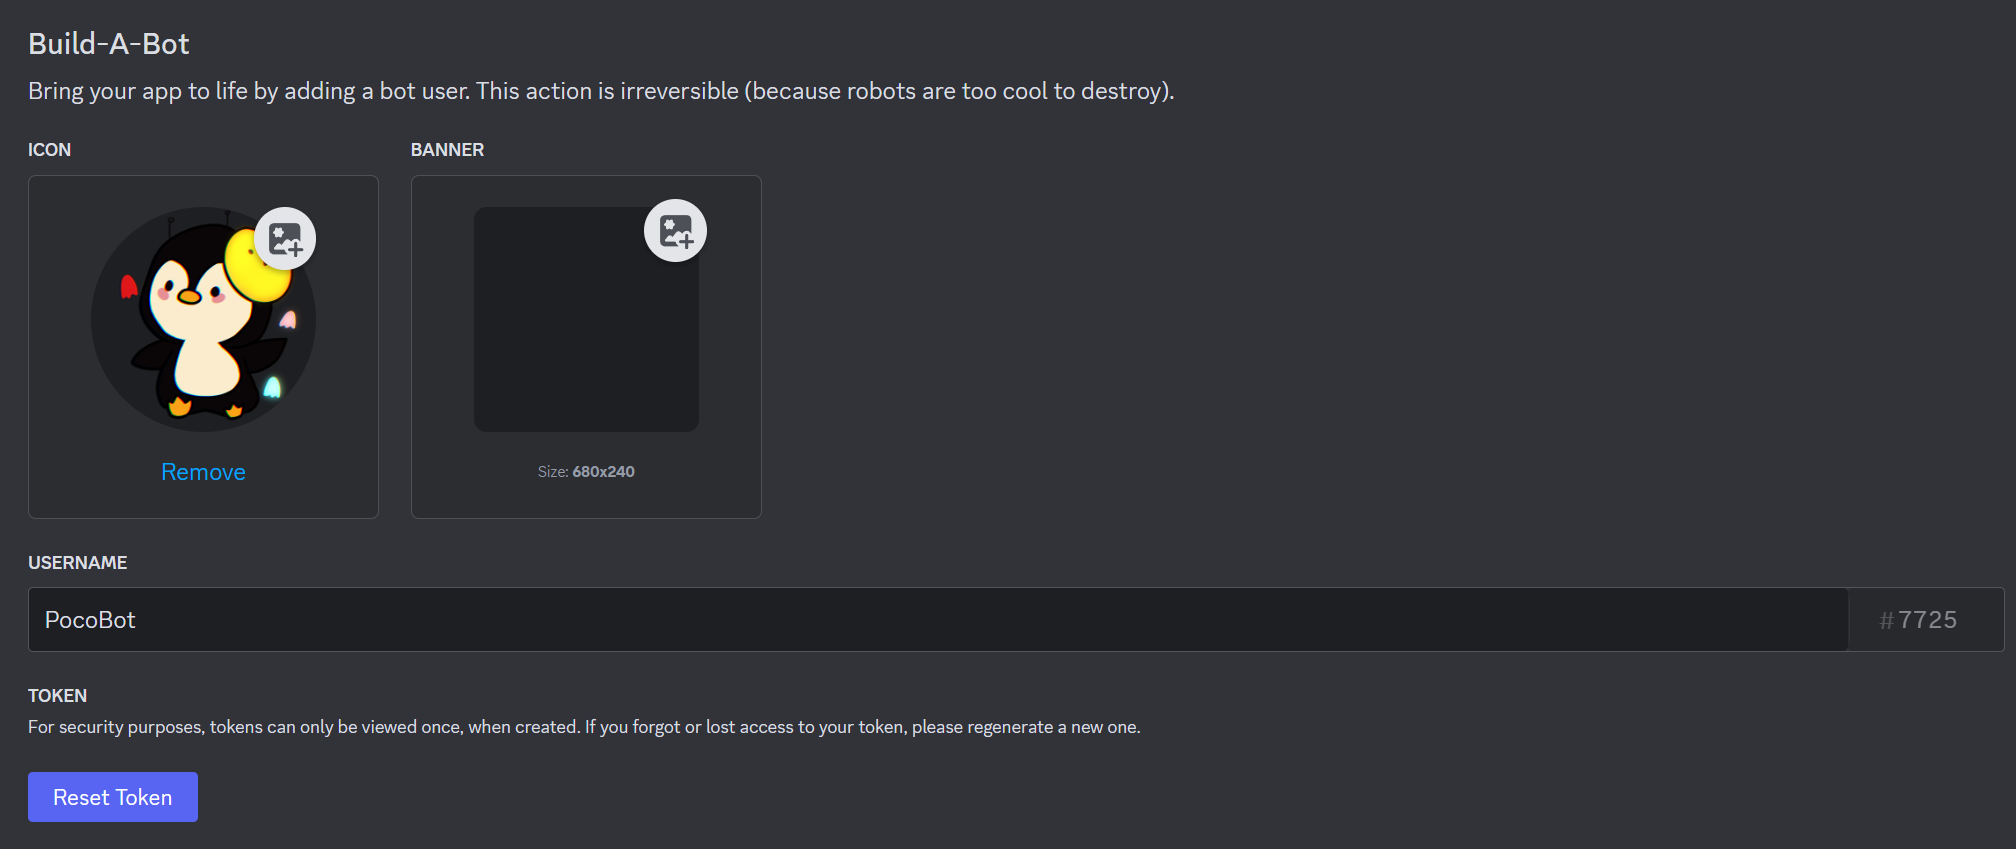 Build-A-Bot
Bring your app to life by adding a bot user. This action is irreversible (because robots are too cool to destroy).
ICON
BANNER
Remove
Size: 680x240
USERNAME
PocoBot
#7725
TOKEN
For security purposes, tokens can only be viewed once, when created. If you forgot or lost access to your token, please regenerate a new one.
Reset Token